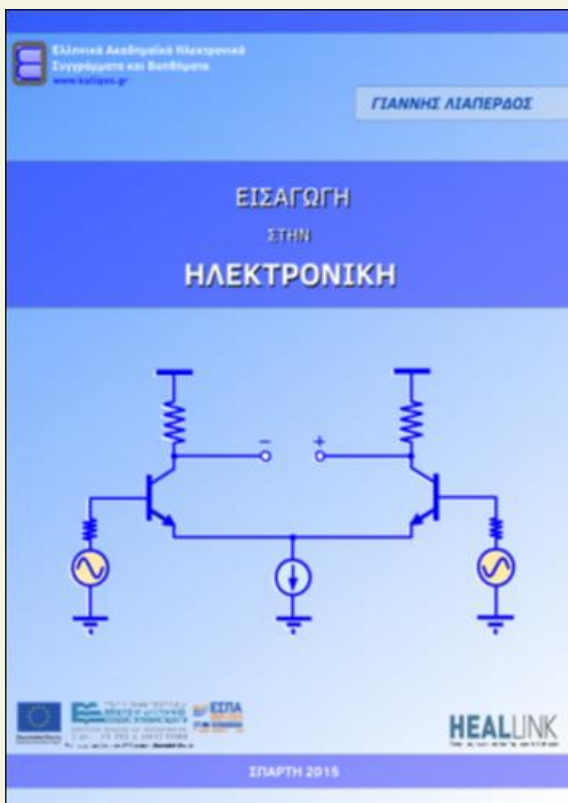 Ελληνικά Ακαδημαϊκά Ηλεκτρονικά
Συγγράμματα και Βοηθήματα
www.kallipos.gr
ΓΙΑΝΝΗΣ ΛΙΑΠΕΡΔΟΣ
ΕΙΣΑΓΩΓΗ
ΣΤΗΝ
ΗΛΕΚΤΡΟΝΙΚΗ
− +
ΕΣΠΑ
HEALLINK
ΣΠΑΡΤΗ 2015